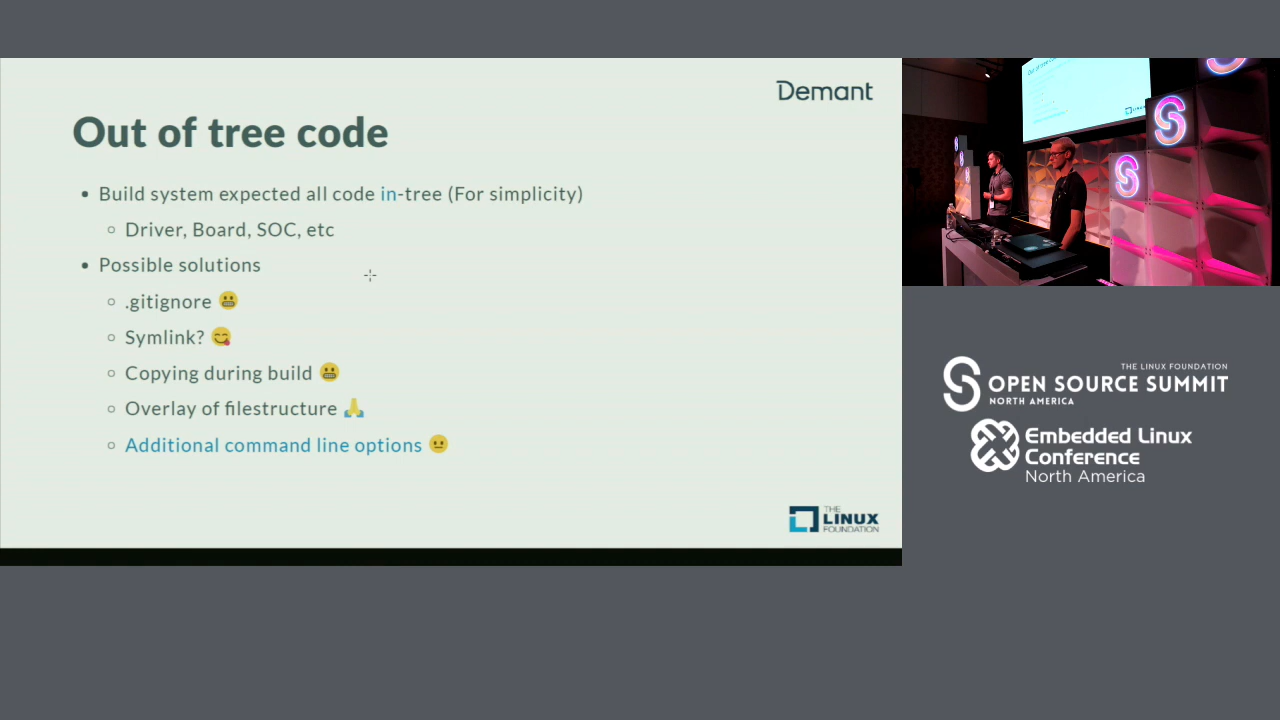 Demant
Out of tree code
• Build system expected all code in-tree (For simplicity)
○ Driver, Board, SOC, etc
• Possible solutions
○ .gitignore 😬
○ Symlink? 😋
○ Copying during build 😬
○ Overlay of filestructure 🙏
○ Additional command line options 😐
THE
LINUX
FOUNDATION
THE LINUX FOUNDATION
OPEN SOURCE SUMMIT
NORTH AMERICA
Embedded Linux
Conference
North America